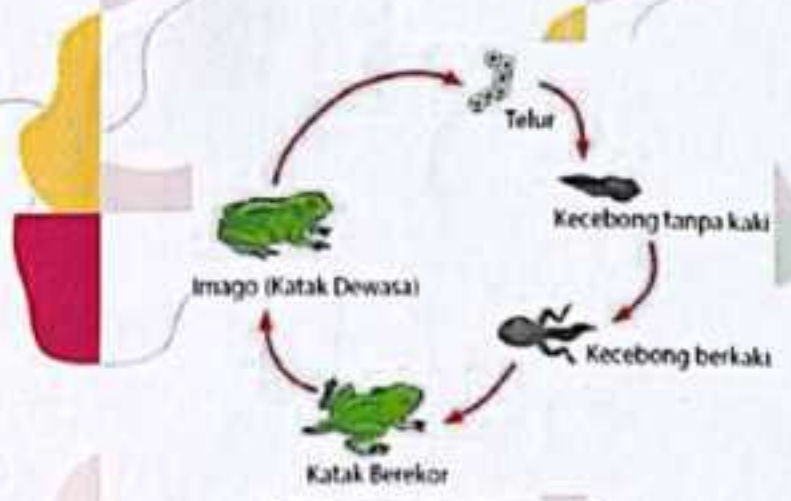 Telur
Kecebong tanpa kaki
Kecebong berkaki
Katak Berekor
Imago (Katak Dewasa)